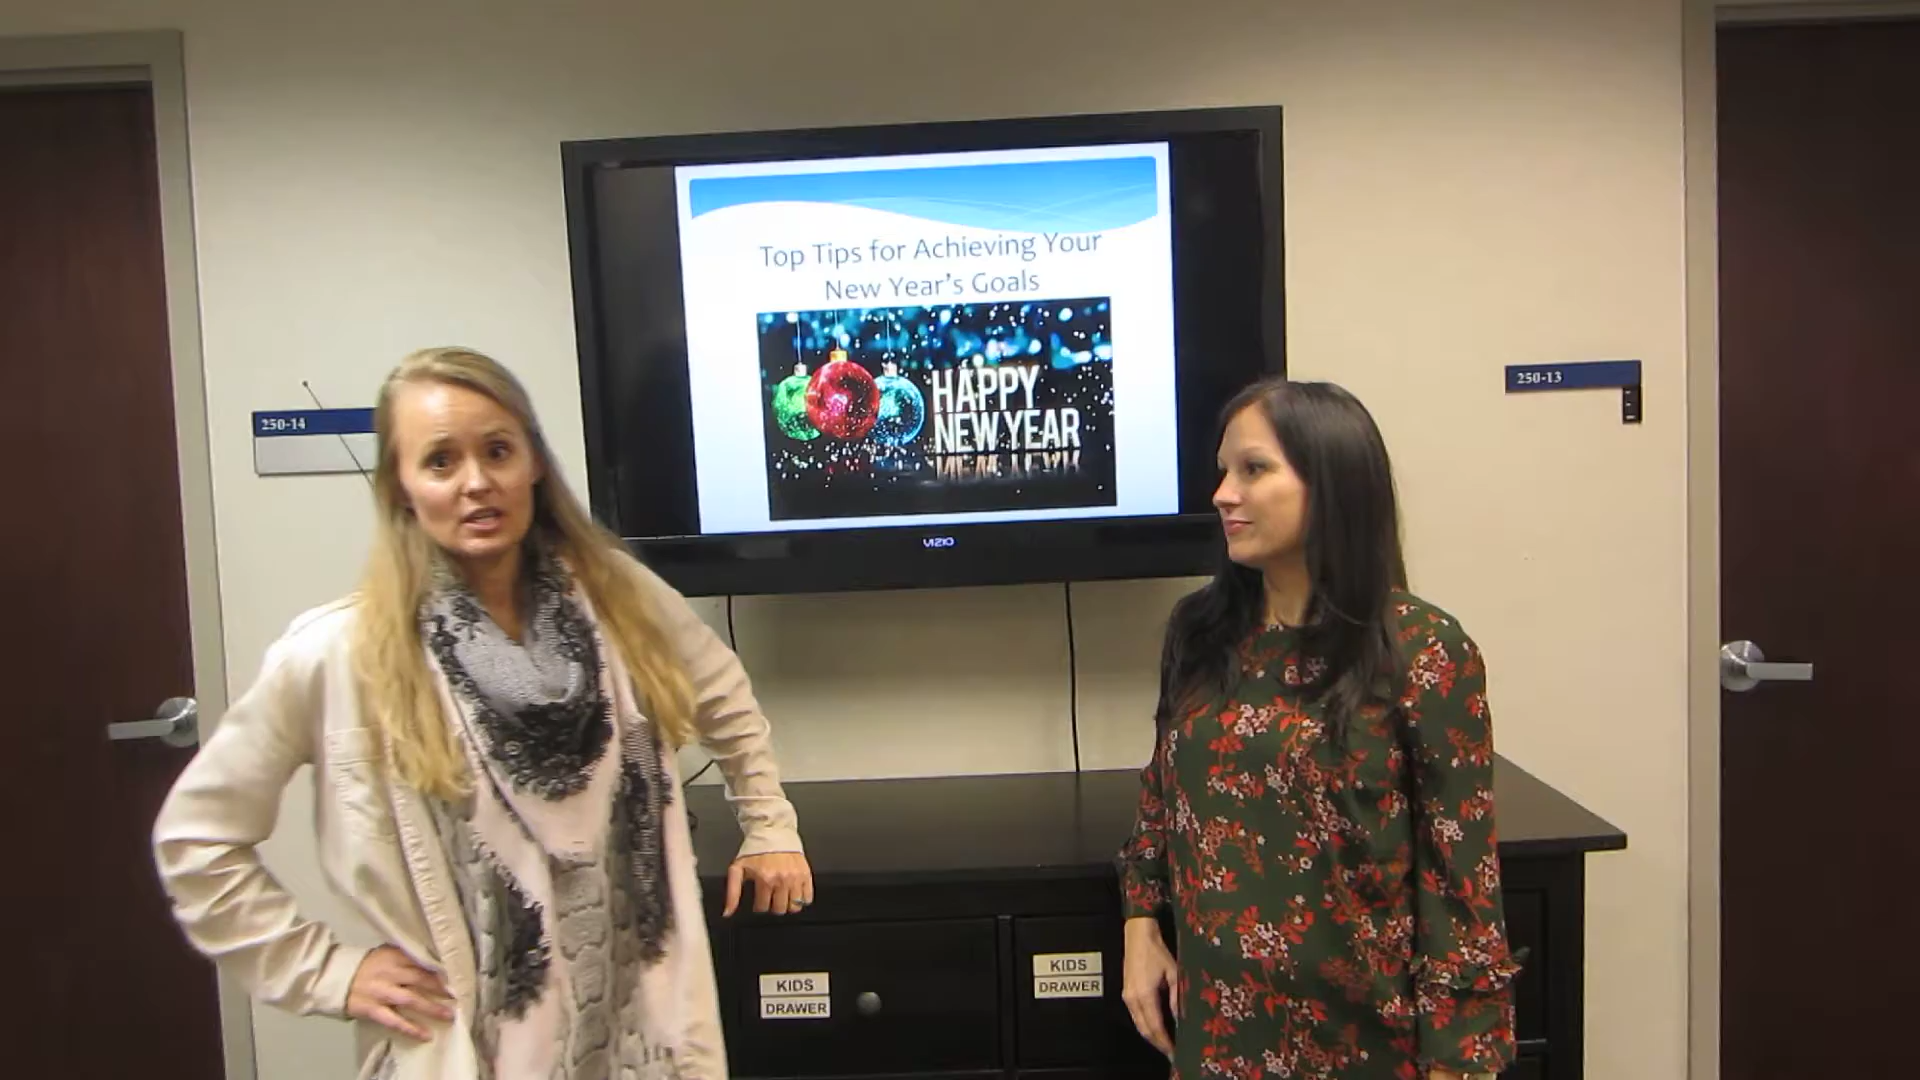 Top Tips for Achieving Your
New Year's Goals
HAPPY
NEW YEAR
VIZIO
250-14
250-13
KIDS
DRAWER
KIDS
DRAWER